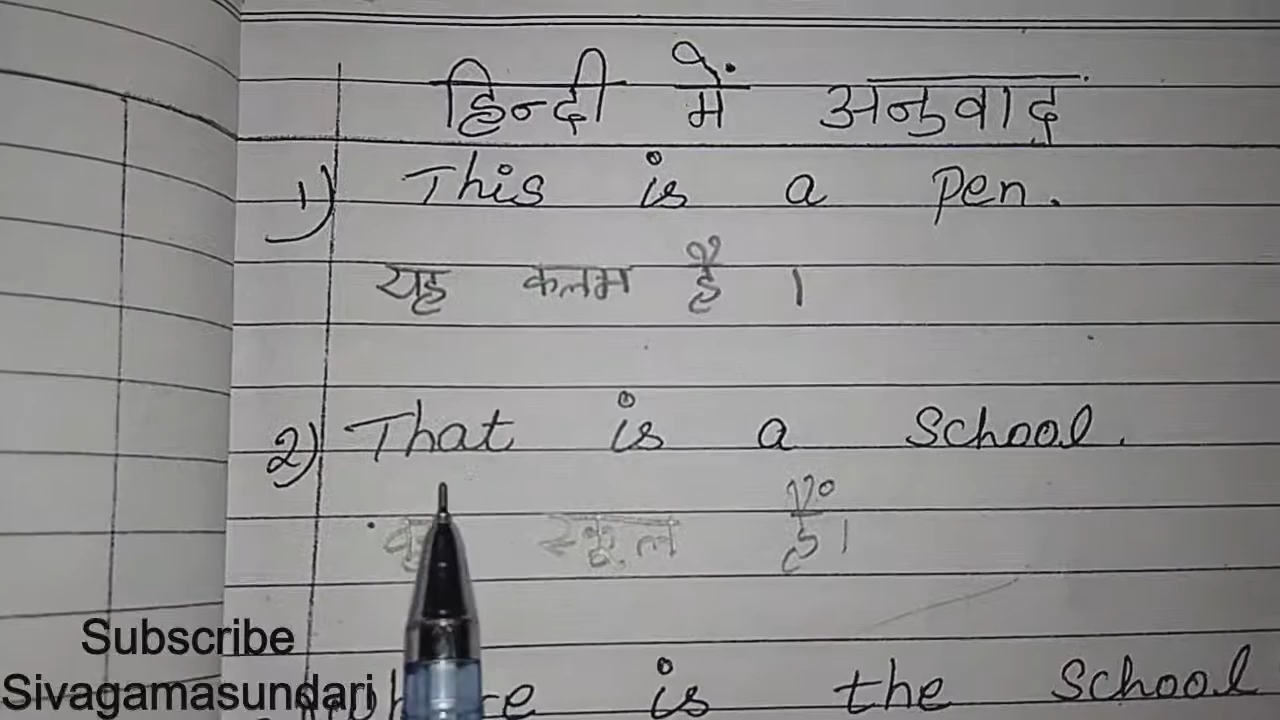 हिन्दी में अनुवाद
1) This is a pen.
यह कलम है ।
2) That is a school.
स्कूल है ।
is the school
Subscribe
Sivagamasundari